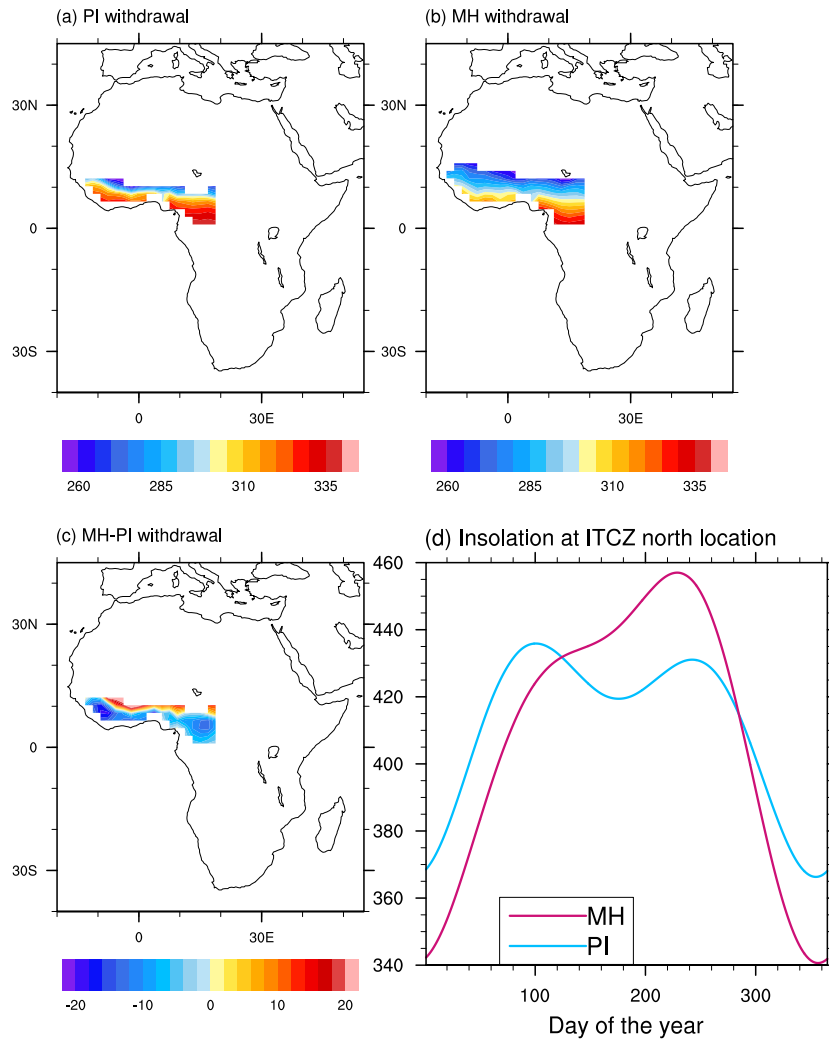 (a) PI withdrawal
(b) MH withdrawal
30N
30N
0
0
30S
30S
0
30E
0
30E
260
285
310
335
260
285
310
335
(c) MH-PI withdrawal
(d) Insolation at ITCZ north location
30N
0
30S
0
30E
-20
-10
0
10
20
460
440
420
400
380
360
340
MH
PI
100
200
300
Day of the year